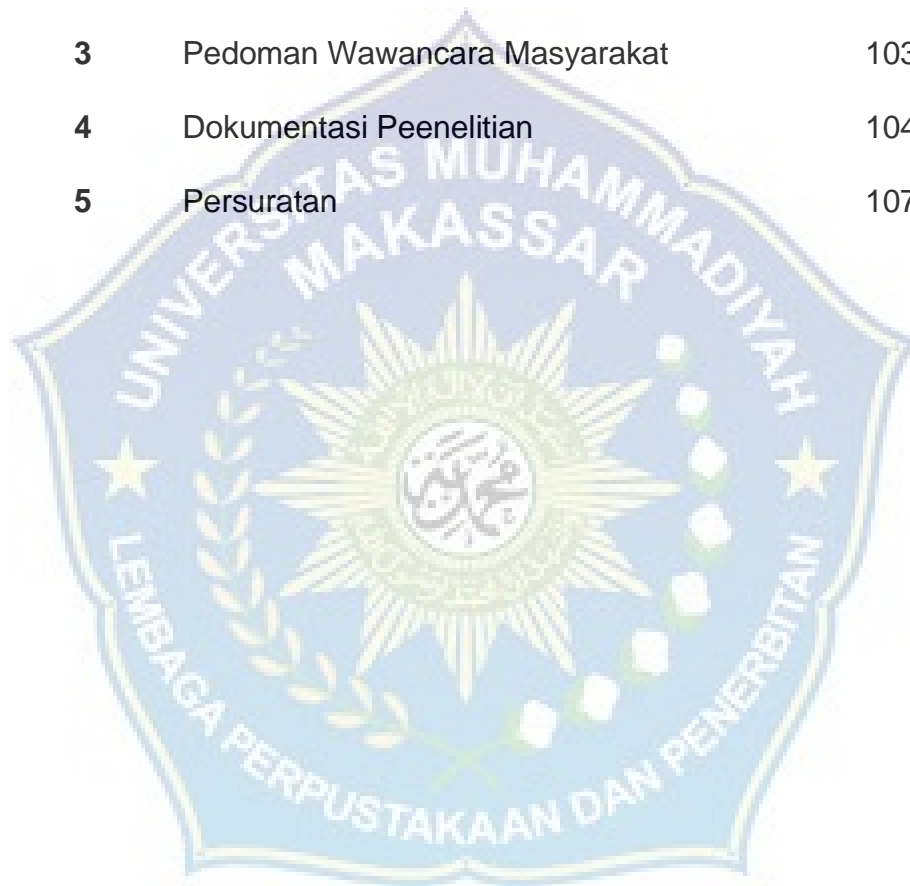 3 Pedoman Wawancara Masyarakat 103
4 Dokumentasi Peenelitian 104
5 Persuratan 107
UNIVERSITAS MUHAMMADIYAH
MAKASSAR
LEMBAGA PERPUSTAKAAN DAN PENERBITAN